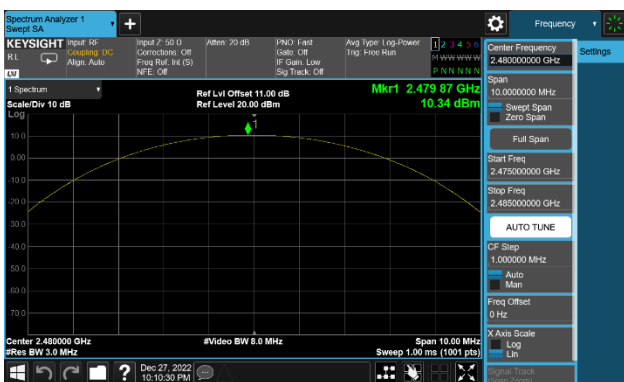 Spectrum Analyzer 1
Swept SA
+
Frequency
KEYSIGHT
RL
LXI
Input: RF
Coupling: DC
Align: Auto
Input Z: 50 Ω
Corrections: Off
Freq Ref: Int (S)
NFE: Off
Atten: 20 dB
PNO: Fast
Gate: Off
IF Gain: Low
Sig Track: Off
Avg Type: Log-Power
Trig: Free Run
1 2 3 4 5 6
M W W W W W
P N N N N N
1 Spectrum
Scale/Div 10 dB
Log
Ref Lvl Offset 11.00 dB
Ref Level 20.00 dBm
Mkr1 2.479 87 GHz
10.34 dBm
1
10.0
0.00
-10.0
-20.0
-30.0
-40.0
-50.0
-60.0
-70.0
Center 2.480000 GHz
#Res BW 3.0 MHz
#Video BW 8.0 MHz
Span 10.00 MHz
Sweep 1.00 ms (1001 pts)
?
Dec 27, 2022
10:10:30 PM
Center Frequency
2.480000000 GHz
Span
10.0000000 MHz
Swept Span
Zero Span
Full Span
Start Freq
2.475000000 GHz
Stop Freq
2.485000000 GHz
AUTO TUNE
CF Step
1.000000 MHz
Auto
Man
Freq Offset
0 Hz
X Axis Scale
Log
Lin
Signal Track
(Span Zoom)
Settings